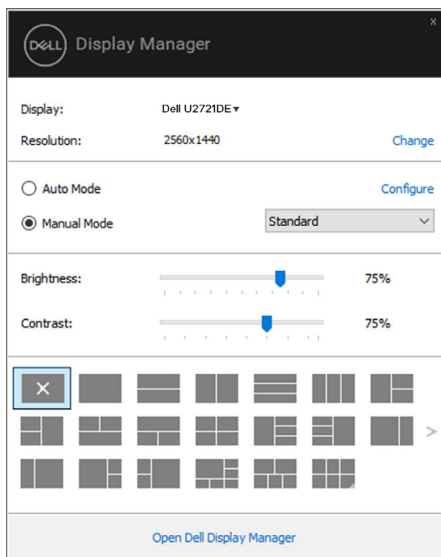 x
DELL Display Manager
Display: Dell U2721DE
Resolution: 2560x1440 Change
Auto Mode Configure
Manual Mode Standard
Brightness: 75%
Contrast: 75%
Open Dell Display Manager